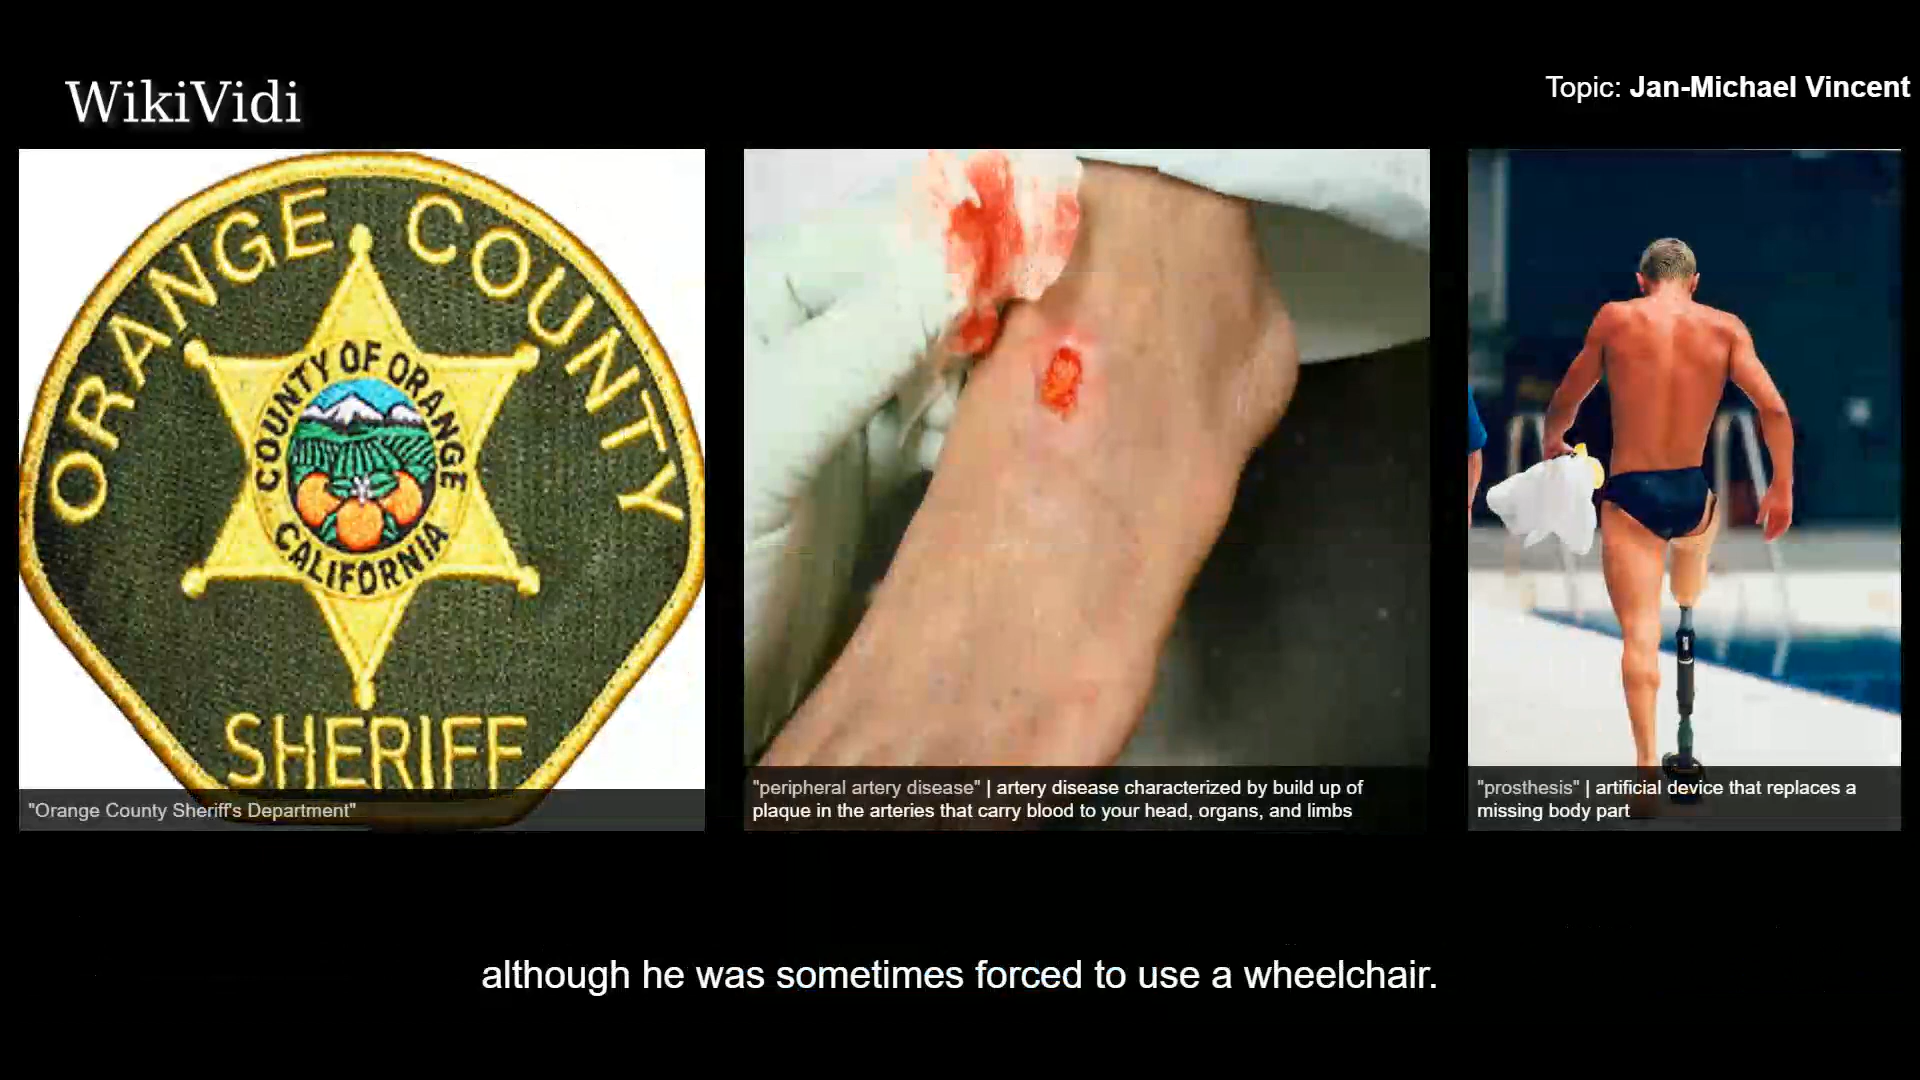 WikiVidi
Topic: Jan-Michael Vincent
ORANGE COUNTY
COUNTY OF ORANGE
CALIFORNIA
SHERIFF
"Orange County Sheriff's Department"
"peripheral artery disease" | artery disease characterized by build up of
plaque in the arteries that carry blood to your head, organs, and limbs
"prosthesis" | artificial device that replaces a
missing body part
although he was sometimes forced to use a wheelchair.